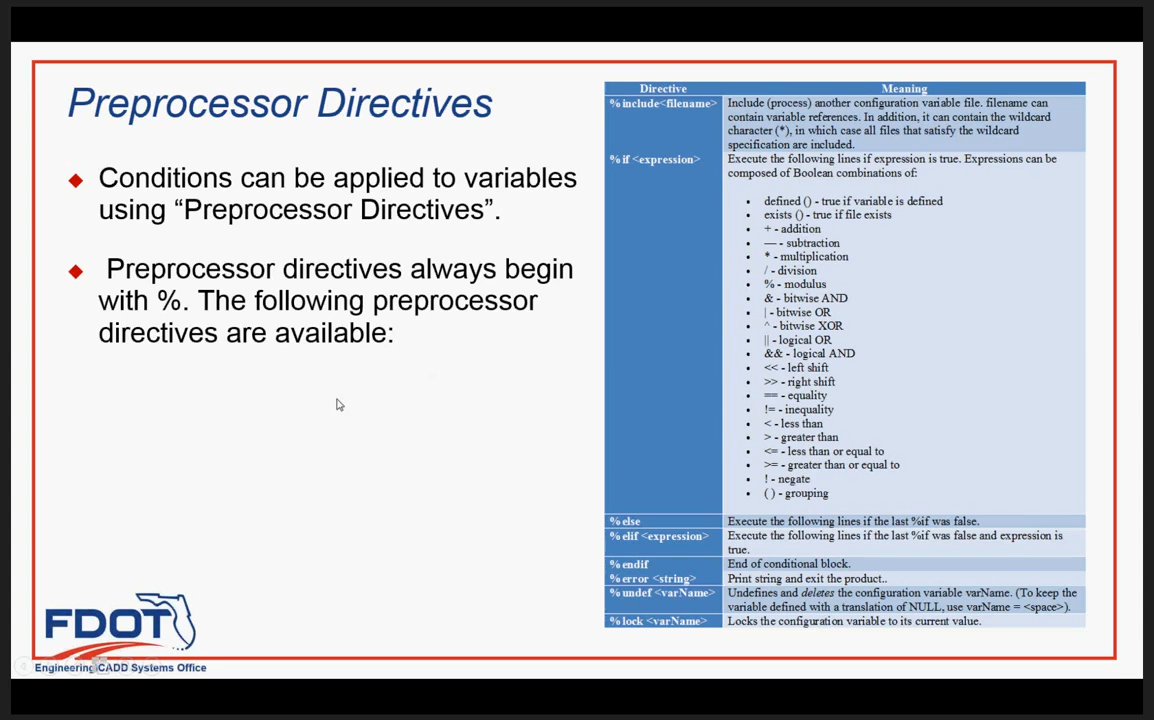 Preprocessor Directives
Conditions can be applied to variables
using “Preprocessor Directives”.
Preprocessor directives always begin
with %. The following preprocessor
directives are available:
Directive Meaning
%include<filename> Include (process) another configuration variable file. filename can
contain variable references. In addition, it can contain the wildcard
character (*), in which case all files that satisfy the wildcard
specification are included.
%if <expression> Execute the following lines if expression is true. Expressions can be
composed of Boolean combinations of:
• defined () - true if variable is defined
• exists () - true if file exists
• + - addition
• — - subtraction
• * - multiplication
• / - division
• % - modulus
• & - bitwise AND
• | - bitwise OR
• ^ - bitwise XOR
• || - logical OR
• && - logical AND
• << - left shift
• >> - right shift
• == - equality
• != - inequality
• < - less than
• > - greater than
• <= - less than or equal to
• >= - greater than or equal to
• ! - negate
• ( ) - grouping
%else Execute the following lines if the last %if was false.
%elif <expression> Execute the following lines if the last %if was false and expression is
true.
%endif End of conditional block.
%error <string> Print string and exit the product..
%undef <varName> Undefines and deletes the configuration variable varName. (To keep the
variable defined with a translation of NULL, use varName = <space>).
%lock <varName> Locks the configuration variable to its current value.
FDOT
Engineering/CADD Systems Office